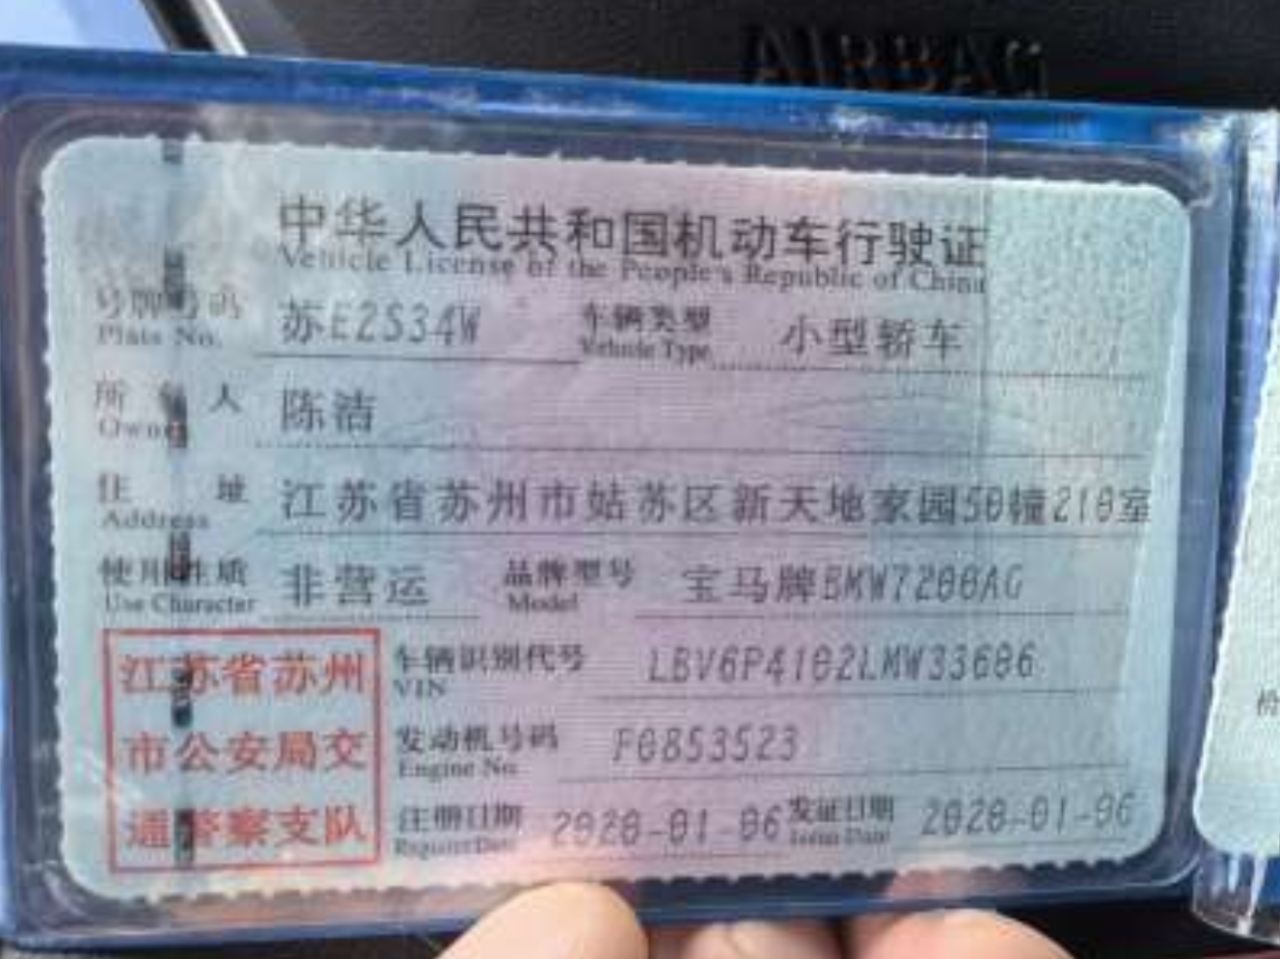 AIRBAG
中华人民共和国机动车行驶证
Vehicle License of the People's Republic of China
号牌号码 苏E2S34W 车辆类型 小型轿车
Plate No. Vehicle Type
所有人 陈洁
Owner
住址 江苏省苏州市姑苏区新天地家园50幢210室
Address
使用性质 非营运 品牌型号 宝马牌BMW7200AG
Use Character Model
江苏省苏州
市公安局交
通警察支队
车辆识别代号 LBV6P4102LMW33606
VIN
发动机号码 F0853523
Engine No.
注册日期 2020-01-06 发证日期 2020-01-06
Register Date Issue Date
检